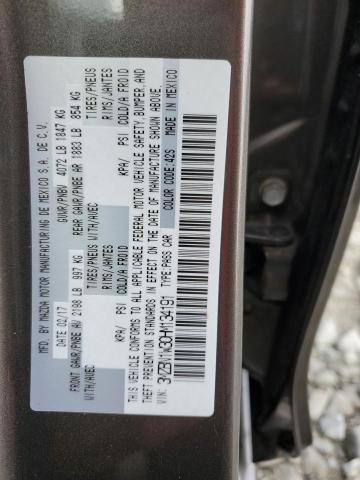 MFD. BY MAZDA MOTOR MANUFACTURING DE MEXICO S.A. DE C.V.
DATE 02/17 GVWR/PNBV 4072 LB 1847 KG
FRONT GAWR/PNBE AV 2198 LB 997 KG REAR GAWR/PNBE AR 1883 LB 854 KG
WITH/AVEC TIRES/PNEUS WITH/AVEC TIRES/PNEUS
RIMS/JANTES RIMS/JANTES
KPA/ PSI COLD/A FROID KPA/ PSI COLD/A FROID
THIS VEHICLE CONFORMS TO ALL APPLICABLE FEDERAL MOTOR VEHICLE SAFETY, BUMPER, AND
THEFT PREVENTION STANDARDS IN EFFECT ON THE DATE OF MANUFACTURE SHOWN ABOVE.
VIN: 3MZBN1W30HM134191 TYPE:PASS CAR COLOR CODE:42S MADE IN MEXICO